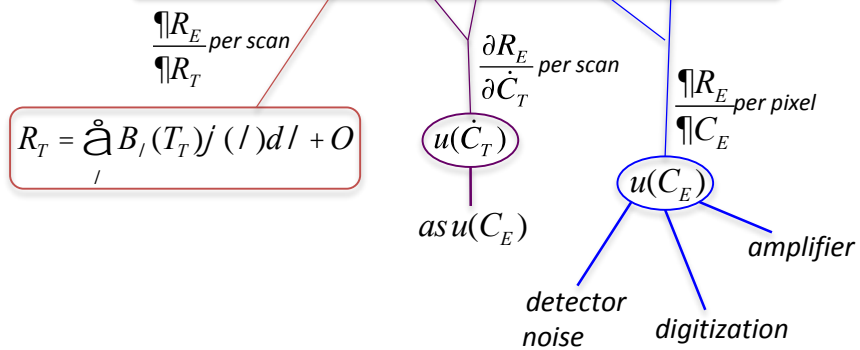 ¶R_E
¶R_T
per scan
∂R_E
∂Ċ_T
per scan
¶R_E
¶C_E
per pixel
R_T = å B_/ (T_T) j (/) d/ + O
/
u(Ċ_T)
u(C_E)
as u(C_E)
amplifier
detector
noise
digitization